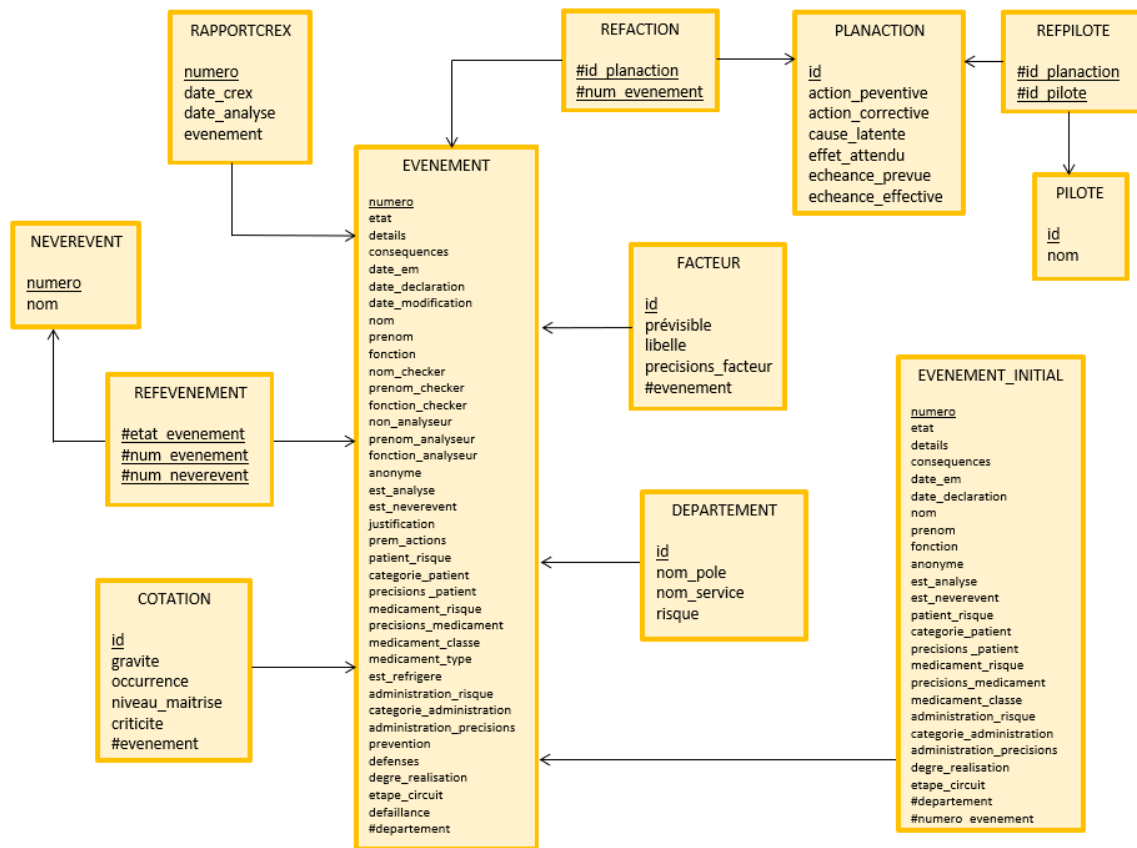 RAPPORTCREX
numero
date_crex
date_analyse
evenement
REFACTION
#id_planaction
#num_evenement
PLANACTION
id
action_peventive
action_corrective
cause_latente
effet_attendu
echeance_prevue
echeance_effective
REFPILOTE
#id_planaction
#id_pilote
PILOTE
id
nom
NEVEREVENT
numero
nom
EVENEMENT
numero
etat
details
consequences
date_em
date_declaration
date_modification
nom
prenom
fonction
nom_checker
prenom_checker
fonction_checker
non_analyseur
prenom_analyseur
fonction_analyseur
anonyme
est_analyse
est_neverevent
justification
prem_actions
patient_risque
categorie_patient
precisions _patient
medicament_risque
precisions_medicament
medicament_classe
medicament_type
est_refrigere
administration_risque
categorie_administration
administration_precisions
prevention
defenses
degre_realisation
etape_circuit
defaillance
#departement
FACTEUR
id
prévisible
libelle
precisions_facteur
#evenement
REFEVENEMENT
#etat_evenement
#num_evenement
#num_neverevent
DEPARTEMENT
id
nom_pole
nom_service
risque
COTATION
id
gravite
occurrence
niveau_maitrise
criticite
#evenement
EVENEMENT_INITIAL
numero
etat
details
consequences
date_em
date_declaration
nom
prenom
fonction
anonyme
est_analyse
est_neverevent
patient_risque
categorie_patient
precisions _patient
medicament_risque
precisions_medicament
medicament_classe
administration_risque
categorie_administration
administration_precisions
degre_realisation
etape_circuit
#departement
#numero_evenement